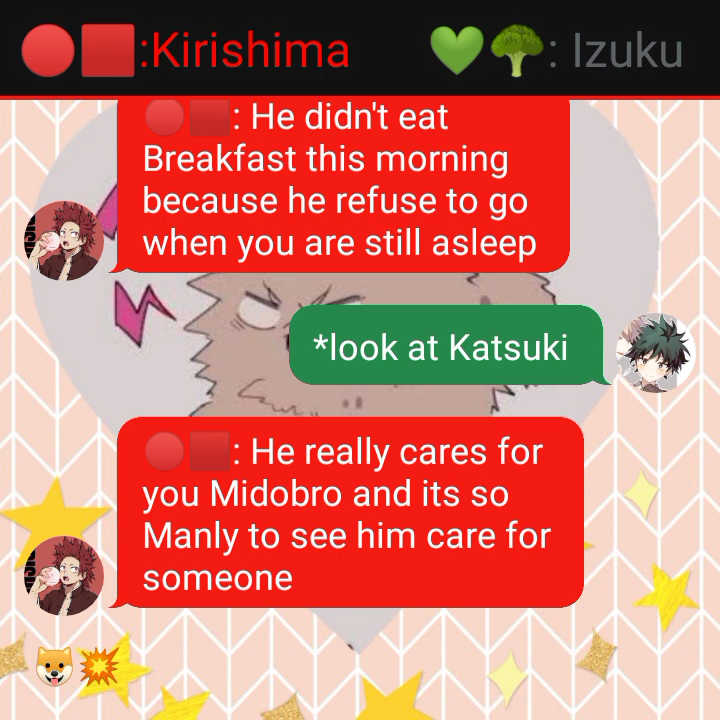 🔴🟥:Kirishima 💚🥦: Izuku
🔴🟥: He didn't eat
Breakfast this morning
because he refuse to go
when you are still asleep
*look at Katsuki
🔴🟥: He really cares for
you Midobro and its so
Manly to see him care for
someone
🐶💥